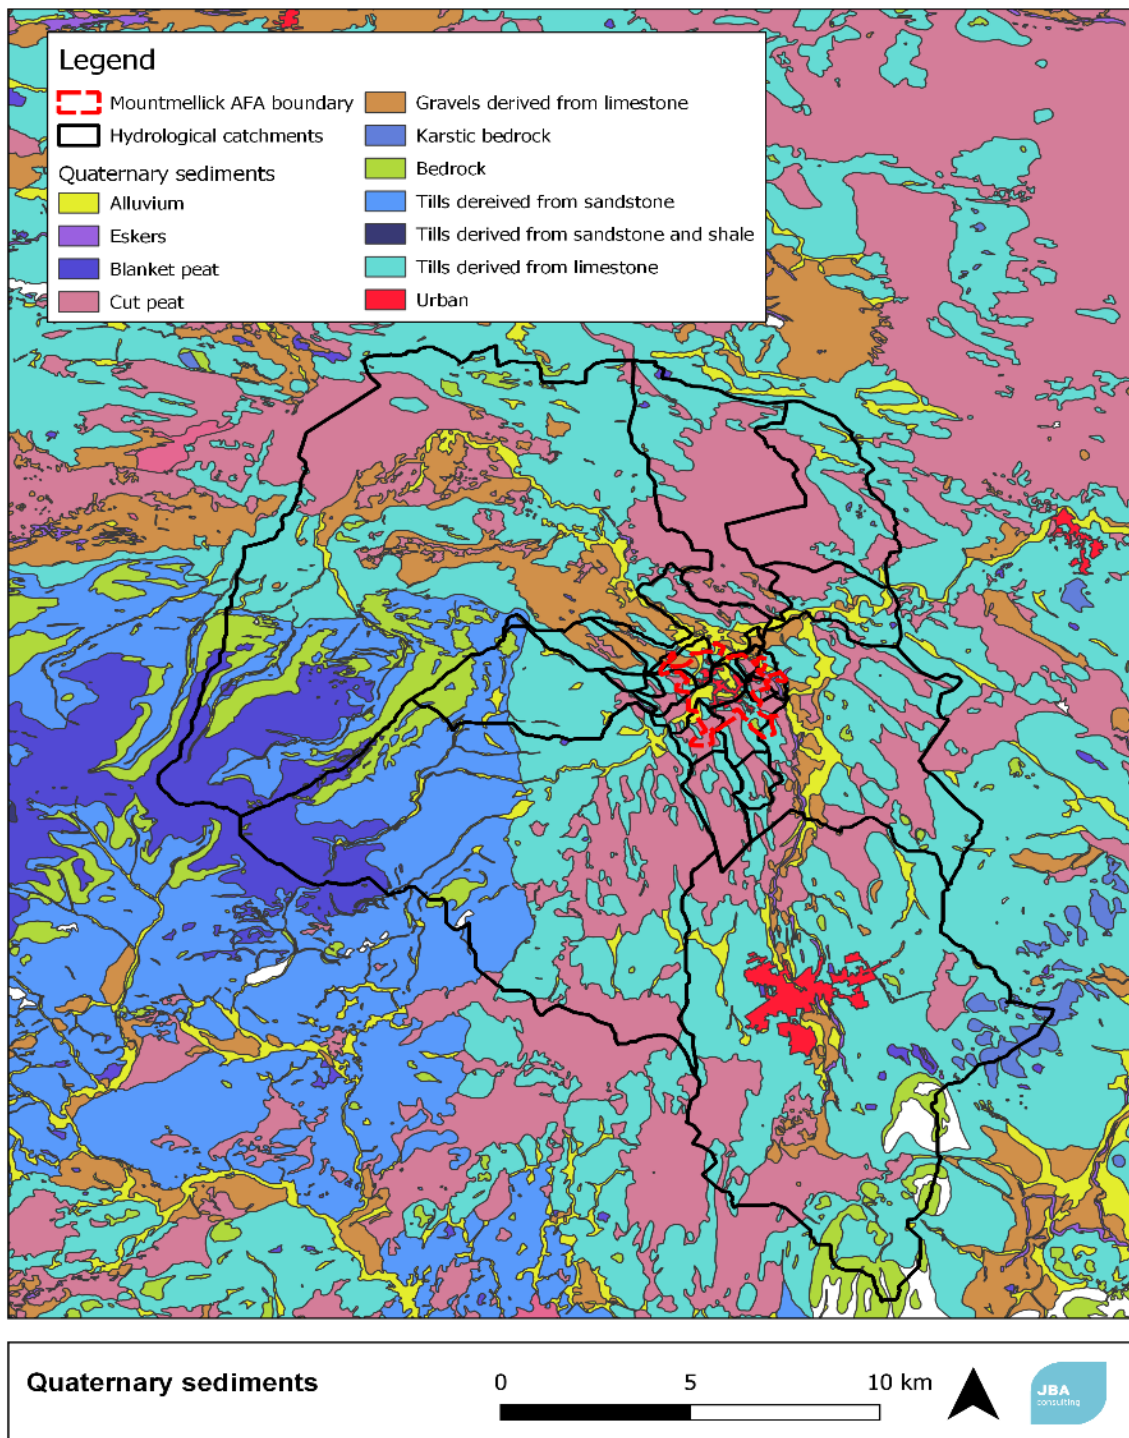 Legend
Mountmellick AFA boundary
Hydrological catchments
Quaternary sediments
Alluvium
Eskers
Blanket peat
Cut peat
Gravels derived from limestone
Karstic bedrock
Bedrock
Tills dereived from sandstone
Tills derived from sandstone and shale
Tills derived from limestone
Urban
Quaternary sediments
0 5 10 km
JBA
consulting